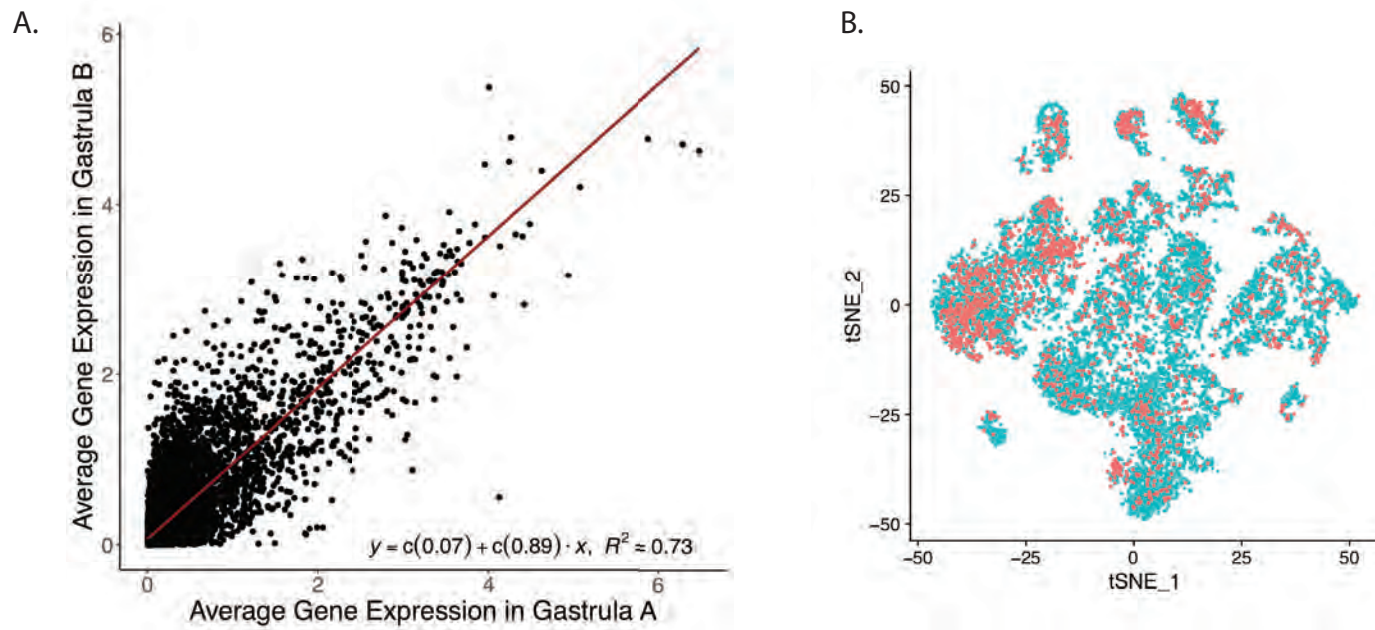 A.
Average Gene Expression in Gastrula B
6
4
2
0
y = c(0.07) + c(0.89) · x, R² ≈ 0.73
0 2 4 6
Average Gene Expression in Gastrula A
B.
tSNE_2
50
25
0
−25
−50
−50 −25 0 25 50
tSNE_1